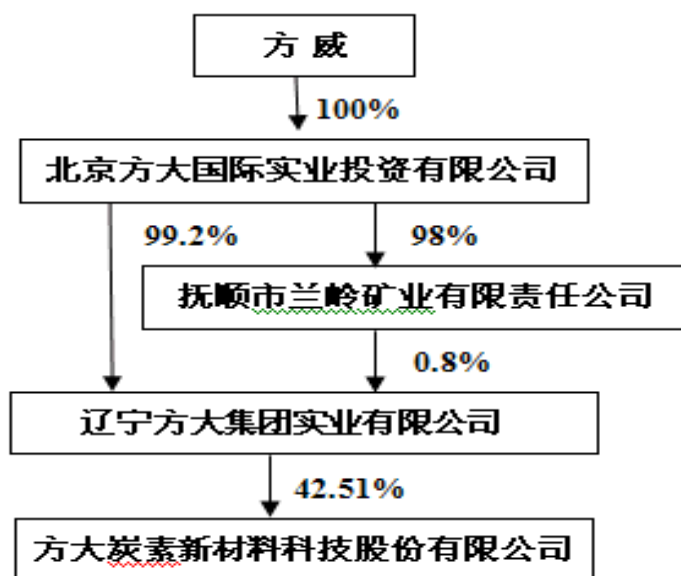 方 威
100%
北京方大国际实业投资有限公司
99.2%
98%
抚顺市兰岭矿业有限责任公司
0.8%
辽宁方大集团实业有限公司
42.51%
方大炭素新材料科技股份有限公司